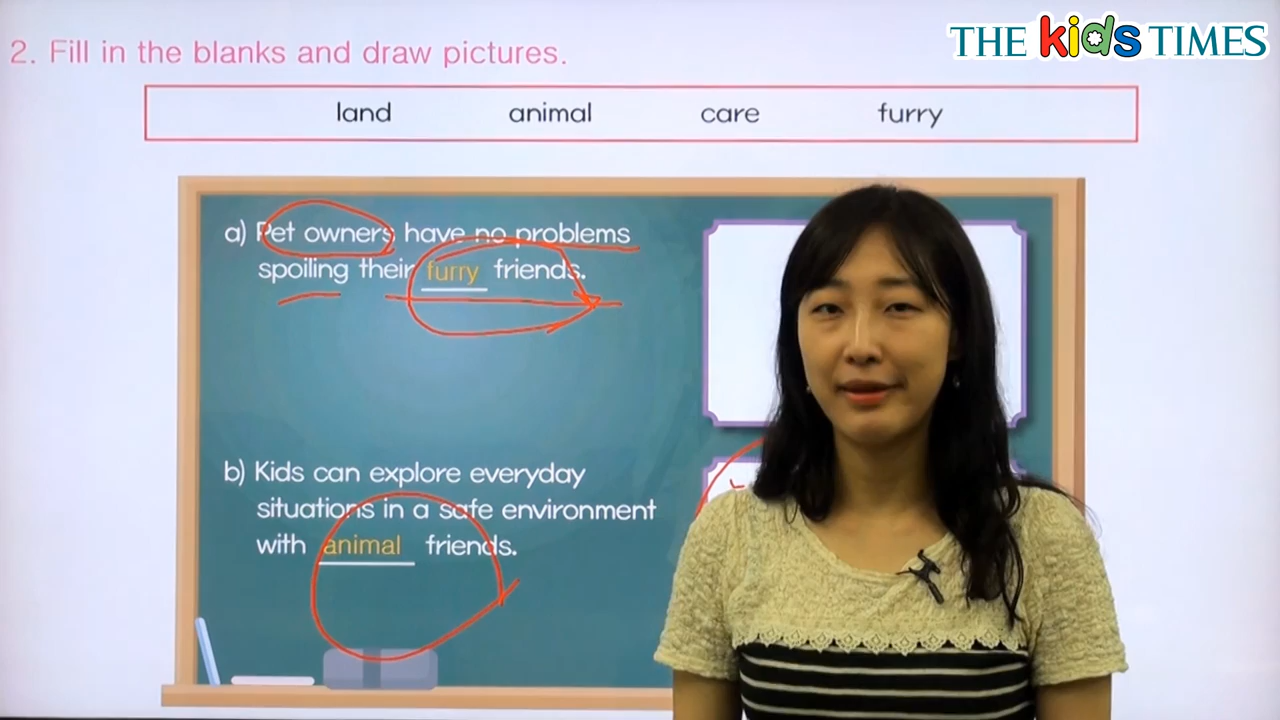 THE kids TIMES
2. Fill in the blanks and draw pictures.
land animal care furry
a) Pet owners have no problems
spoiling their furry friends.
b) Kids can explore everyday
situations in a safe environment
with animal friends.